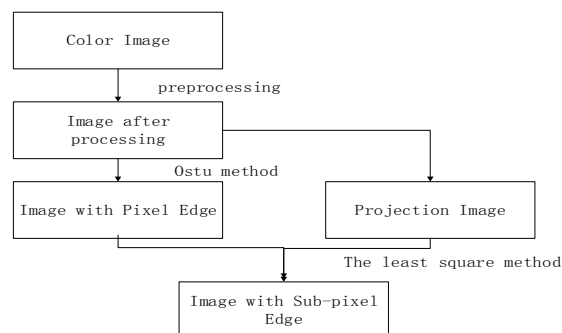 Color Image
preprocessing
Image after
processing
Ostu method
Image with Pixel Edge
Projection Image
The least square method
Image with Sub-pixel
Edge